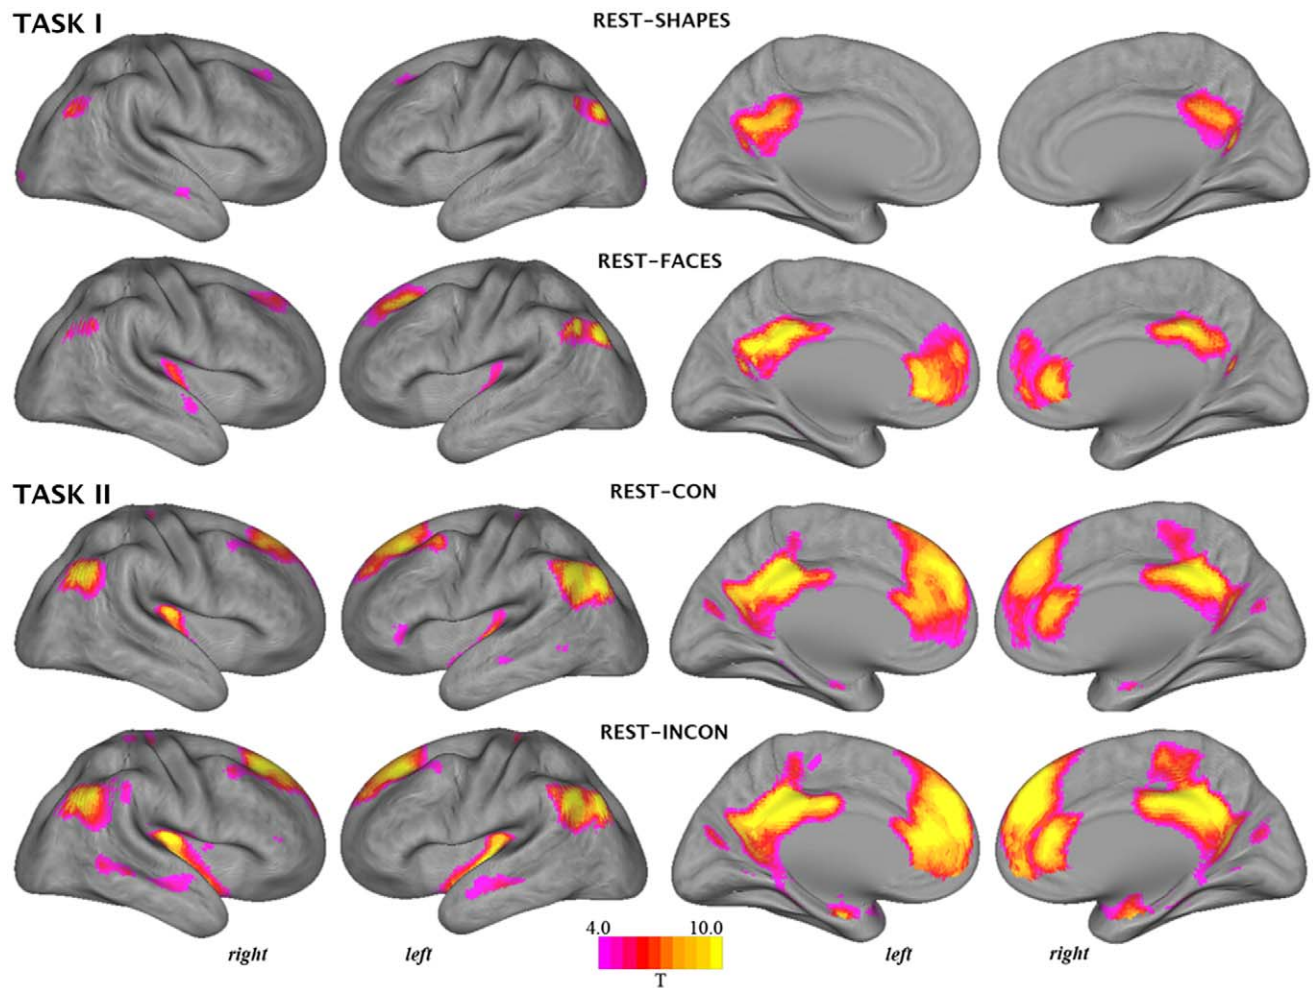 TASK I
REST-SHAPES
REST-FACES
TASK II
REST-CON
REST-INCON
4.0 10.0
right left left right
T